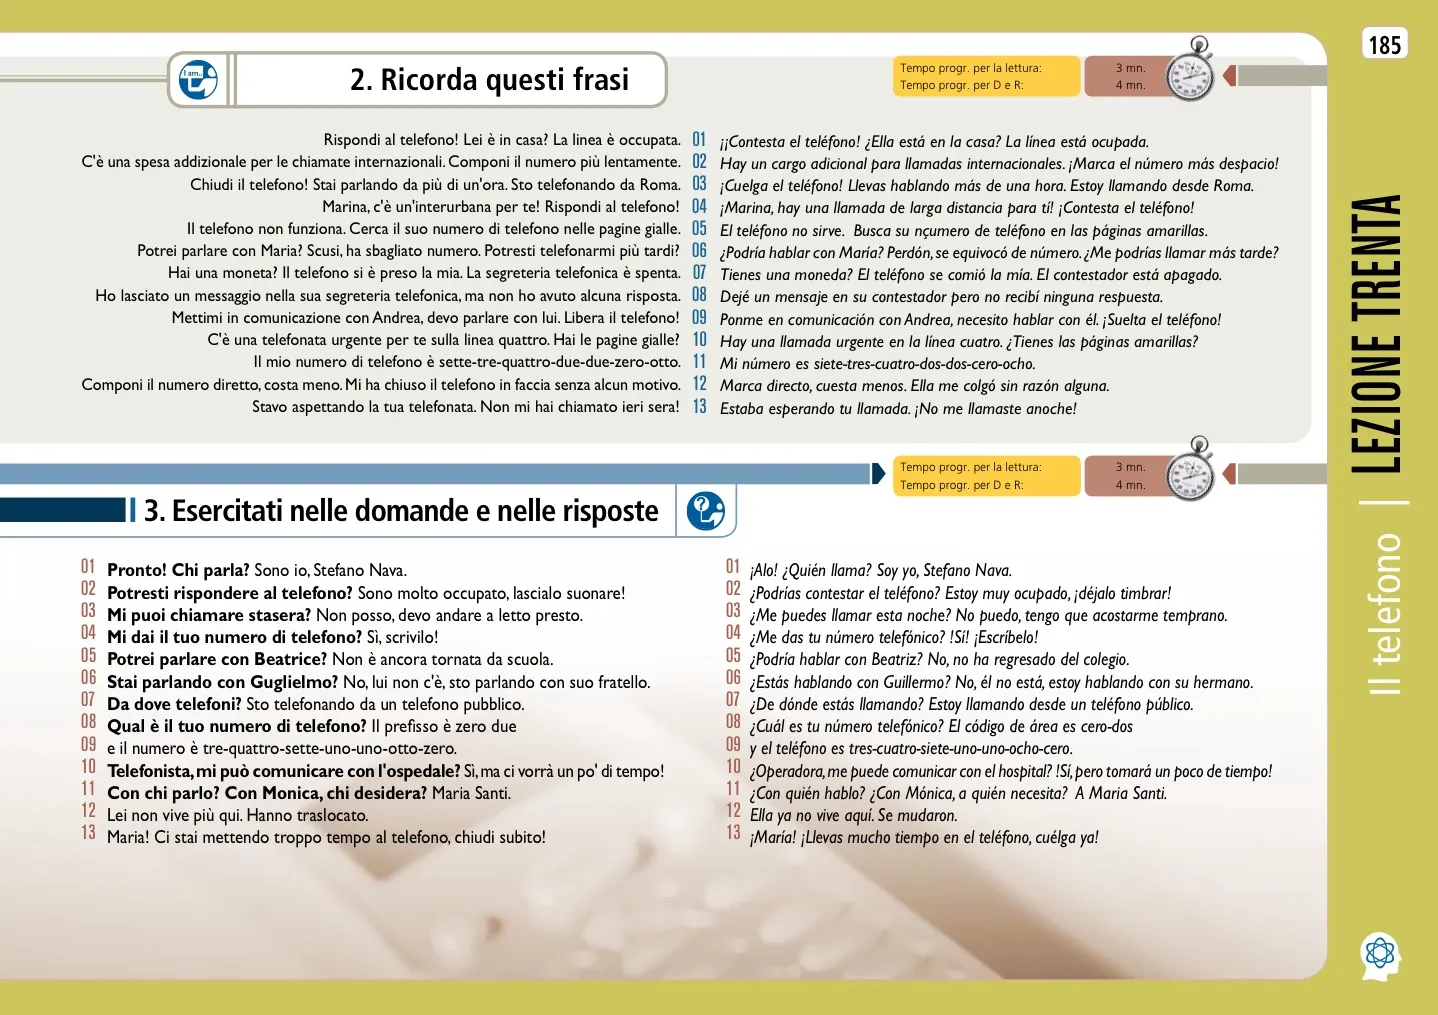 185
I am..
2. Ricorda questi frasi
Tempo progr. per la lettura: 3 mn.
Tempo progr. per D e R: 4 mn.
Rispondi al telefono! Lei è in casa? La linea è occupata. 01 ¡¡Contesta el teléfono! ¿Ella está en la casa? La línea está ocupada.
C'è una spesa addizionale per le chiamate internazionali. Componi il numero più lentamente. 02 Hay un cargo adicional para llamadas internacionales. ¡Marca el número más despacio!
Chiudi il telefono! Stai parlando da più di un'ora. Sto telefonando da Roma. 03 ¡Cuelga el teléfono! Llevas hablando más de una hora. Estoy llamando desde Roma.
Marina, c'è un'interurbana per te! Rispondi al telefono! 04 ¡Marina, hay una llamada de larga distancia para tí! ¡Contesta el teléfono!
Il telefono non funziona. Cerca il suo numero di telefono nelle pagine gialle. 05 El teléfono no sirve. Busca su nçumero de teléfono en las páginas amarillas.
Potrei parlare con Maria? Scusi, ha sbagliato numero. Potresti telefonarmi più tardi? 06 ¿Podría hablar con María? Perdón, se equivocó de número. ¿Me podrías llamar más tarde?
Hai una moneta? Il telefono si è preso la mia. La segreteria telefonica è spenta. 07 Tienes una moneda? El teléfono se comió la mía. El contestador está apagado.
Ho lasciato un messaggio nella sua segreteria telefonica, ma non ho avuto alcuna risposta. 08 Dejé un mensaje en su contestador pero no recibí ninguna respuesta.
Mettimi in comunicazione con Andrea, devo parlare con lui. Libera il telefono! 09 Ponme en comunicación con Andrea, necesito hablar con él. ¡Suelta el teléfono!
C'è una telefonata urgente per te sulla linea quattro. Hai le pagine gialle? 10 Hay una llamada urgente en la línea cuatro. ¿Tienes las páginas amarillas?
Il mio numero di telefono è sette-tre-quattro-due-due-zero-otto. 11 Mi número es siete-tres-cuatro-dos-dos-cero-ocho.
Componi il numero diretto, costa meno. Mi ha chiuso il telefono in faccia senza alcun motivo. 12 Marca directo, cuesta menos. Ella me colgó sin razón alguna.
Stavo aspettando la tua telefonata. Non mi hai chiamato ieri sera! 13 Estaba esperando tu llamada. ¡No me llamaste anoche!
Tempo progr. per la lettura: 3 mn.
Tempo progr. per D e R: 4 mn.
3. Esercitati nelle domande e nelle risposte
01 Pronto! Chi parla? Sono io, Stefano Nava.
02 Potresti rispondere al telefono? Sono molto occupato, lascialo suonare!
03 Mi puoi chiamare stasera? Non posso, devo andare a letto presto.
04 Mi dai il tuo numero di telefono? Sì, scrivilo!
05 Potrei parlare con Beatrice? Non è ancora tornata da scuola.
06 Stai parlando con Guglielmo? No, lui non c'è, sto parlando con suo fratello.
07 Da dove telefoni? Sto telefonando da un telefono pubblico.
08 Qual è il tuo numero di telefono? Il prefisso è zero due
09 e il numero è tre-quattro-sette-uno-uno-otto-zero.
10 Telefonista, mi può comunicare con l'ospedale? Sì, ma ci vorrà un po' di tempo!
11 Con chi parlo? Con Monica, chi desidera? Maria Santi.
12 Lei non vive più qui. Hanno traslocato.
13 Maria! Ci stai mettendo troppo tempo al telefono, chiudi subito!
01 ¡Alo! ¿Quién llama? Soy yo, Stefano Nava.
02 ¿Podrías contestar el teléfono? Estoy muy ocupado, ¡déjalo timbrar!
03 ¿Me puedes llamar esta noche? No puedo, tengo que acostarme temprano.
04 ¿Me das tu número telefónico? !Sí! ¡Escríbelo!
05 ¿Podría hablar con Beatriz? No, no ha regresado del colegio.
06 ¿Estás hablando con Guillermo? No, él no está, estoy hablando con su hermano.
07 ¿De dónde estás llamando? Estoy llamando desde un teléfono público.
08 ¿Cuál es tu número telefónico? El código de área es cero-dos
09 y el teléfono es tres-cuatro-siete-uno-uno-ocho-cero.
10 ¿Operadora, me puede comunicar con el hospital? !Sí, pero tomará un poco de tiempo!
11 ¿Con quién hablo? ¿Con Mónica, a quién necesita? A Maria Santi.
12 Ella ya no vive aquí. Se mudaron.
13 ¡María! ¡Llevas mucho tiempo en el teléfono, cuélga ya!
Il telefono | LEZIONE TRENTA